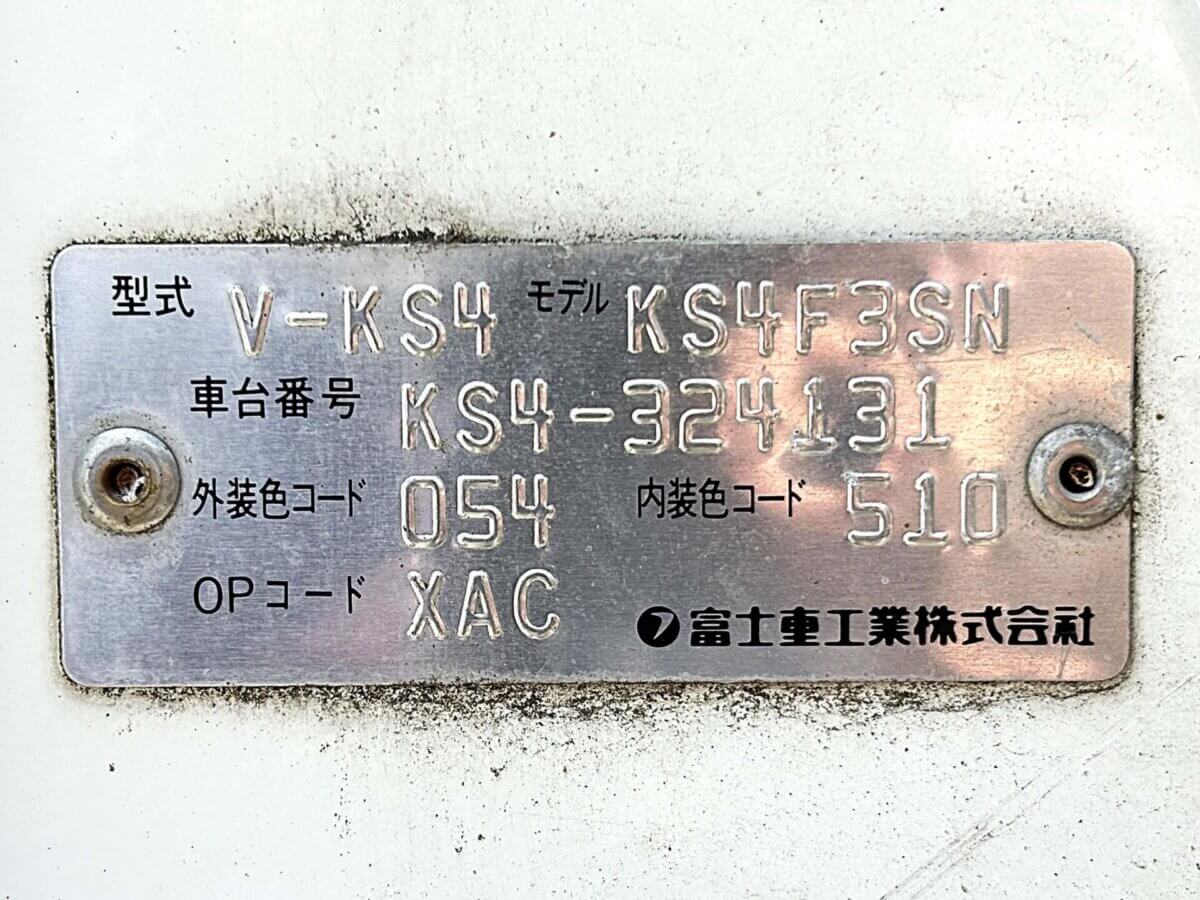 型式 V-KS4 モデル KS4F3SN
車台番号 KS4-324131
外装色コード 054 内装色コード 510
OPコード XAC
フ 富士重工業株式会社